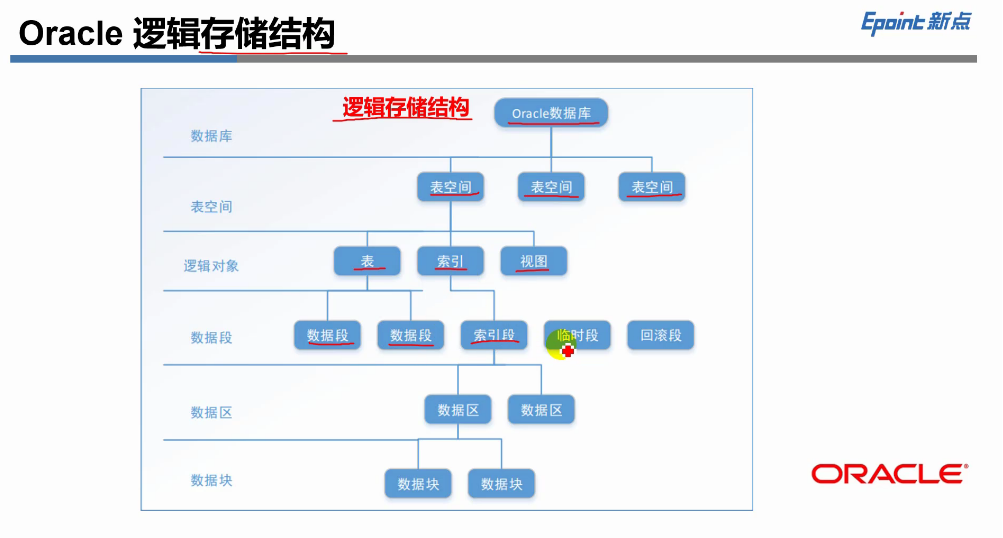 Oracle 逻辑存储结构
Epoint 新点
逻辑存储结构
Oracle数据库
数据库
表空间 表空间 表空间
表空间
表 索引 视图
逻辑对象
数据段 数据段 索引段 临时段 回滚段
数据段
数据区 数据区
数据区
数据块 数据块
数据块
ORACLE®